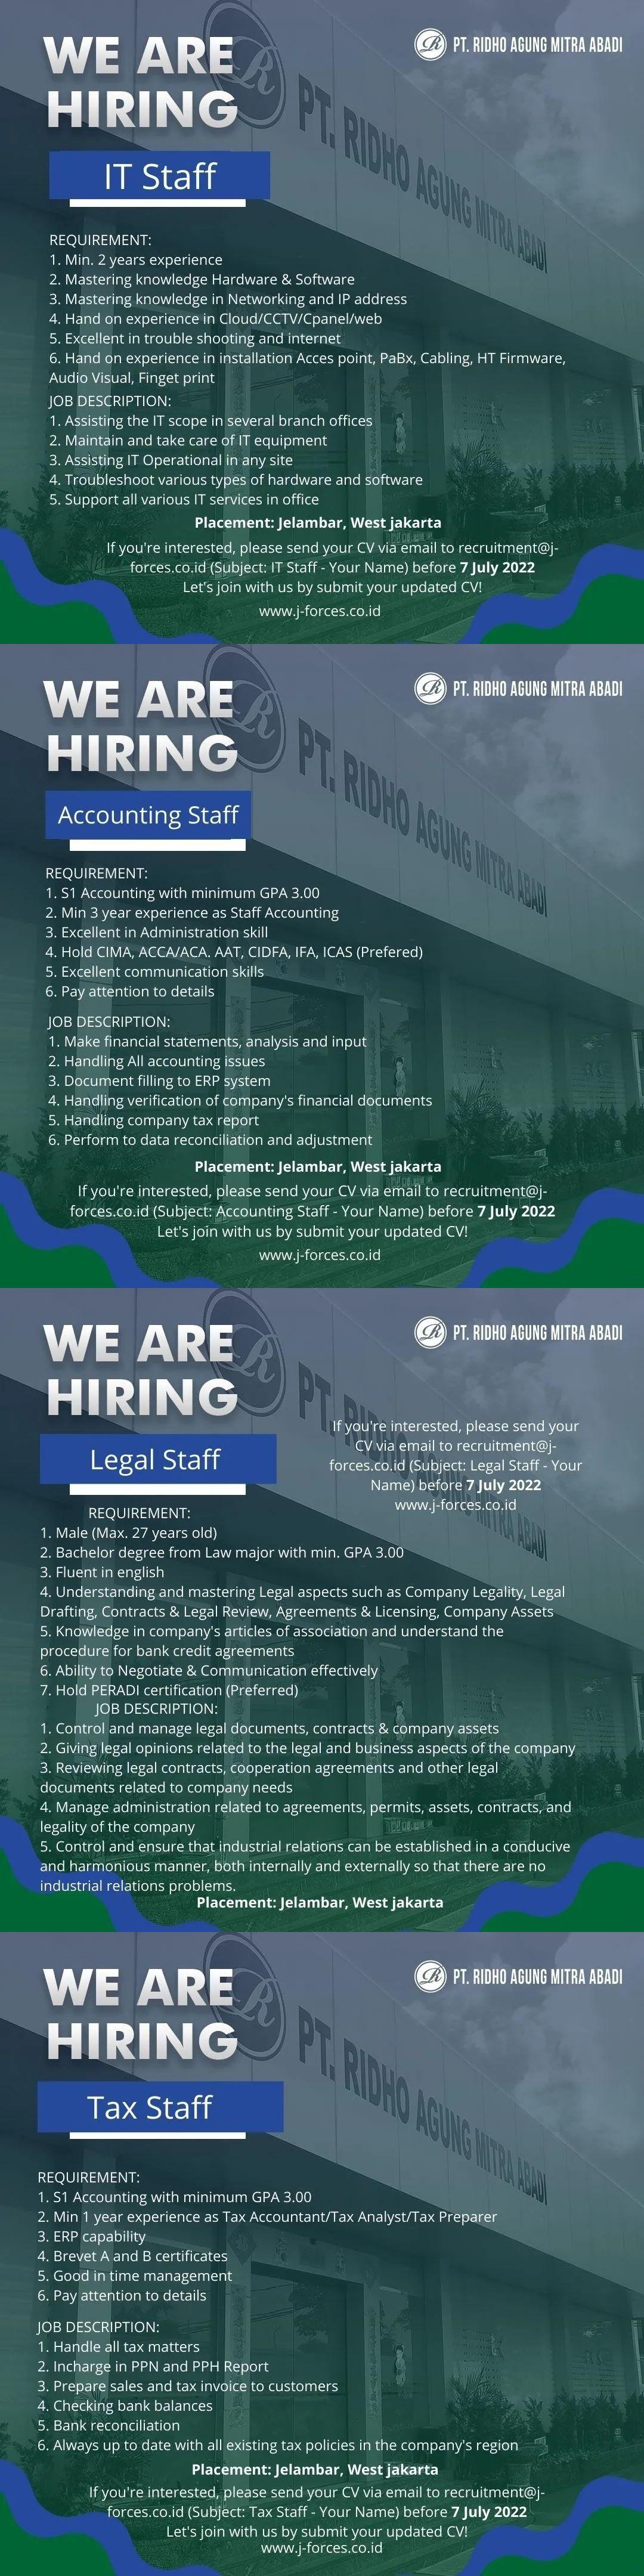 WE ARE
HIRING
PT. RIDHO AGUNG MITRA ABADI
PT. RIDHO AGUNG MITRA ABADI
IT Staff
REQUIREMENT:
1. Min. 2 years experience
2. Mastering knowledge Hardware & Software
3. Mastering knowledge in Networking and IP address
4. Hand on experience in Cloud/CCTV/Cpanel/web
5. Excellent in trouble shooting and internet
6. Hand on experience in installation Acces point, PaBx, Cabling, HT Firmware,
Audio Visual, Finget print
JOB DESCRIPTION:
1. Assisting the IT scope in several branch offices
2. Maintain and take care of IT equipment
3. Assisting IT Operational in any site
4. Troubleshoot various types of hardware and software
5. Support all various IT services in office
Placement: Jelambar, West jakarta
If you're interested, please send your CV via email to recruitment@j-
forces.co.id (Subject: IT Staff - Your Name) before 7 July 2022
Let's join with us by submit your updated CV!
www.j-forces.co.id
WE ARE
HIRING
PT. RIDHO AGUNG MITRA ABADI
PT. RIDHO AGUNG MITRA ABADI
Accounting Staff
REQUIREMENT:
1. S1 Accounting with minimum GPA 3.00
2. Min 3 year experience as Staff Accounting
3. Excellent in Administration skill
4. Hold CIMA, ACCA/ACA. AAT, CIDFA, IFA, ICAS (Prefered)
5. Excellent communication skills
6. Pay attention to details
JOB DESCRIPTION:
1. Make financial statements, analysis and input
2. Handling All accounting issues
3. Document filling to ERP system
4. Handling verification of company's financial documents
5. Handling company tax report
6. Perform to data reconciliation and adjustment
Placement: Jelambar, West jakarta
If you're interested, please send your CV via email to recruitment@j-
forces.co.id (Subject: Accounting Staff - Your Name) before 7 July 2022
Let's join with us by submit your updated CV!
www.j-forces.co.id
WE ARE
HIRING
PT. RIDHO AGUNG MITRA ABADI
PT. RIDHO AGUNG MITRA ABADI
If you're interested, please send your
CV via email to recruitment@j-
forces.co.id (Subject: Legal Staff - Your
Name) before 7 July 2022
www.j-forces.co.id
Legal Staff
REQUIREMENT:
1. Male (Max. 27 years old)
2. Bachelor degree from Law major with min. GPA 3.00
3. Fluent in english
4. Understanding and mastering Legal aspects such as Company Legality, Legal
Drafting, Contracts & Legal Review, Agreements & Licensing, Company Assets
5. Knowledge in company's articles of association and understand the
procedure for bank credit agreements
6. Ability to Negotiate & Communication effectively
7. Hold PERADI certification (Preferred)
JOB DESCRIPTION:
1. Control and manage legal documents, contracts & company assets
2. Giving legal opinions related to the legal and business aspects of the company
3. Reviewing legal contracts, cooperation agreements and other legal
documents related to company needs
4. Manage administration related to agreements, permits, assets, contracts, and
legality of the company
5. Control and ensure that industrial relations can be established in a conducive
and harmonious manner, both internally and externally so that there are no
industrial relations problems.
Placement: Jelambar, West jakarta
WE ARE
HIRING
PT. RIDHO AGUNG MITRA ABADI
PT. RIDHO AGUNG MITRA ABADI
Tax Staff
REQUIREMENT:
1. S1 Accounting with minimum GPA 3.00
2. Min 1 year experience as Tax Accountant/Tax Analyst/Tax Preparer
3. ERP capability
4. Brevet A and B certificates
5. Good in time management
6. Pay attention to details
JOB DESCRIPTION:
1. Handle all tax matters
2. Incharge in PPN and PPH Report
3. Prepare sales and tax invoice to customers
4. Checking bank balances
5. Bank reconciliation
6. Always up to date with all existing tax policies in the company's region
Placement: Jelambar, West jakarta
If you're interested, please send your CV via email to recruitment@j-
forces.co.id (Subject: Tax Staff - Your Name) before 7 July 2022
Let's join with us by submit your updated CV!
www.j-forces.co.id